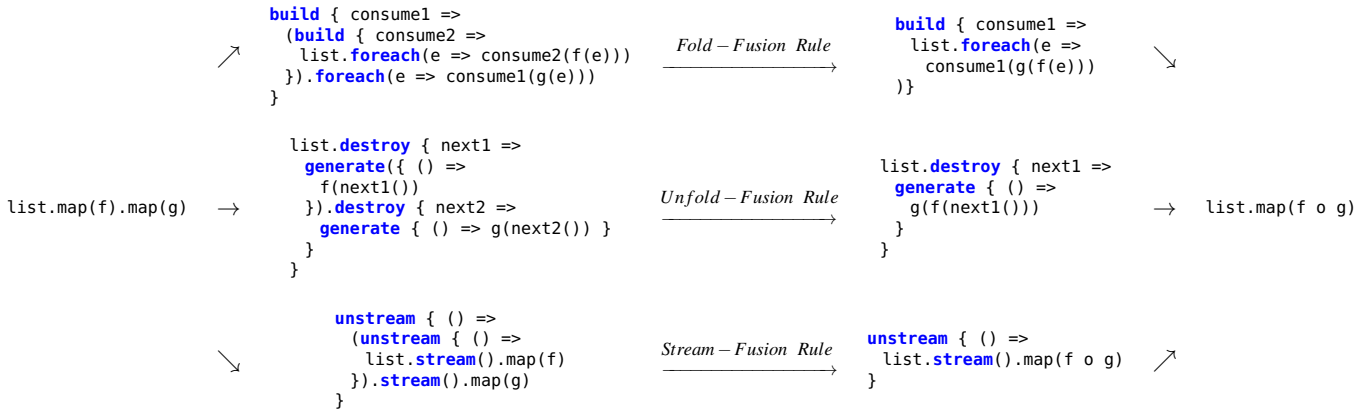 build { consume1 =>
(build { consume2 =>
list.foreach(e => consume2(f(e)))
}).foreach(e => consume1(g(e)))
}
Fold − Fusion Rule
build { consume1 =>
list.foreach(e =>
consume1(g(f(e)))
)}
list.map(f).map(g)
→
list.destroy { next1 =>
generate({ () =>
f(next1())
}).destroy { next2 =>
generate { () => g(next2()) }
}
}
Unfold − Fusion Rule
list.destroy { next1 =>
generate { () =>
g(f(next1()))
}
}
→
list.map(f o g)
unstream { () =>
(unstream { () =>
list.stream().map(f)
}).stream().map(g)
}
Stream − Fusion Rule
unstream { () =>
list.stream().map(f o g)
}